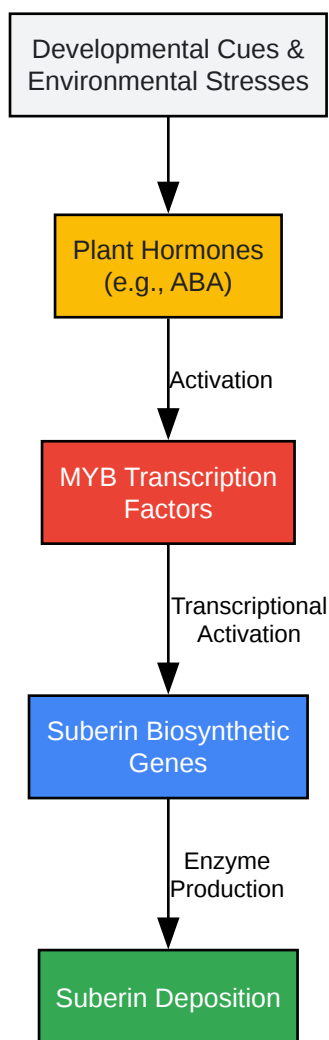 Developmental Cues &
Environmental Stresses
Plant Hormones
(e.g., ABA)
Activation
MYB Transcription
Factors
Transcriptional
Activation
Suberin Biosynthetic
Genes
Enzyme
Production
Suberin Deposition